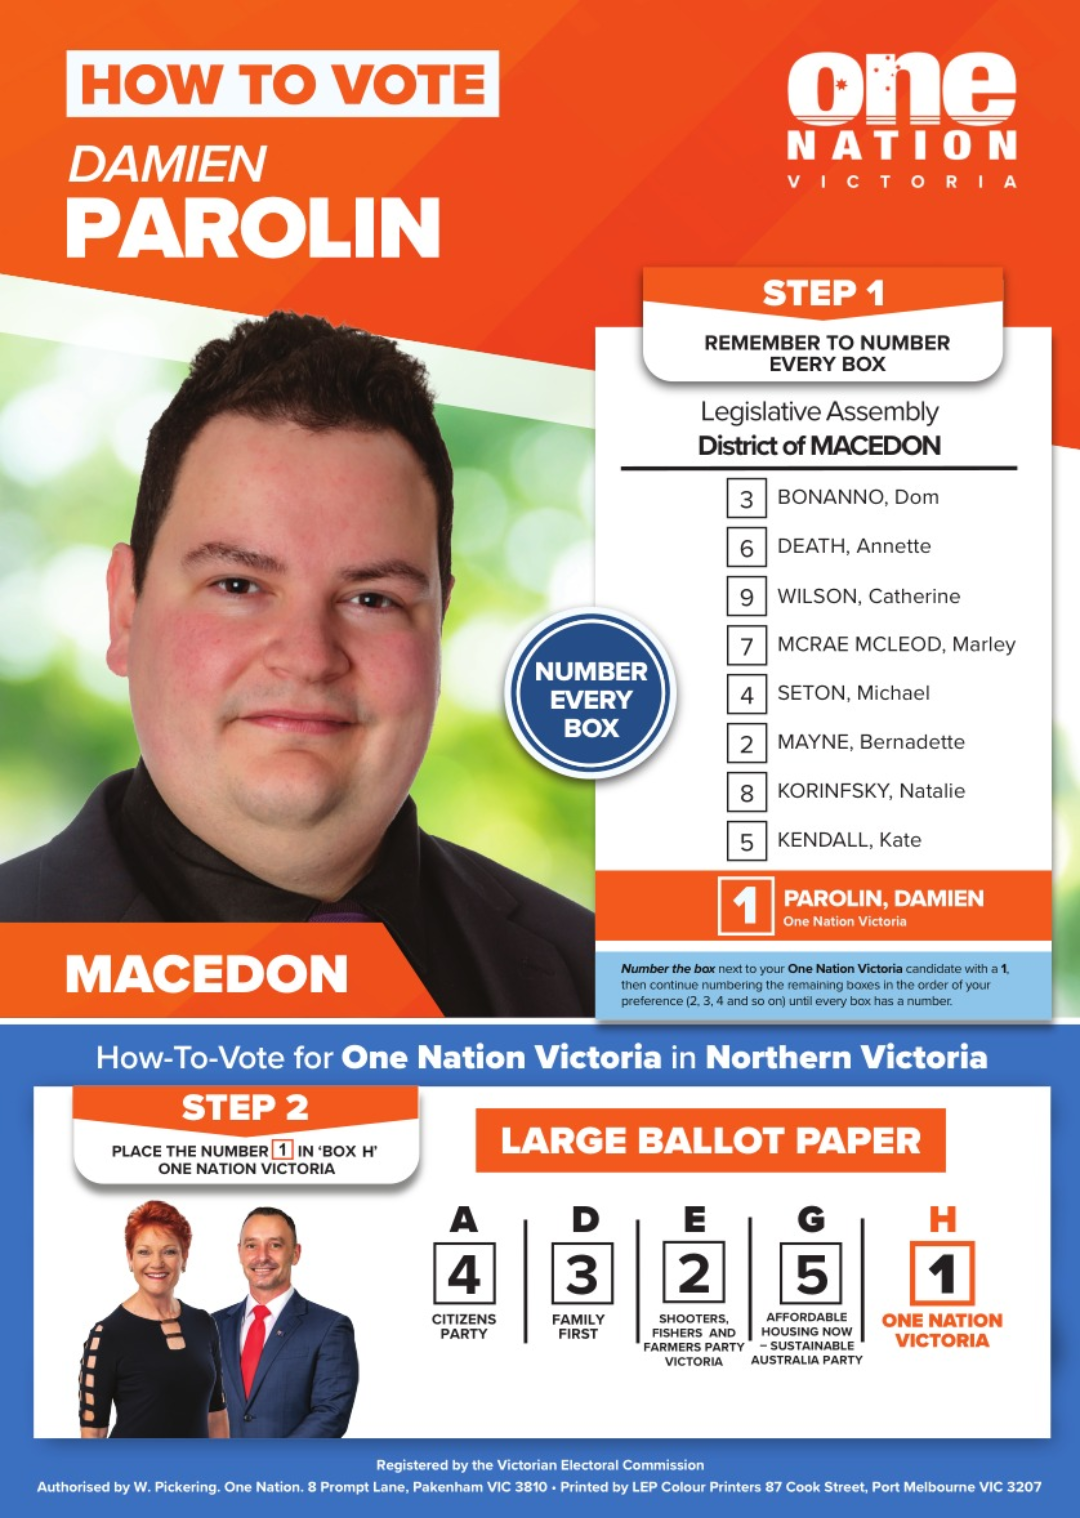 HOW TO VOTE
DAMIEN
PAROLIN
one
NATION
VICTORIA
STEP 1
REMEMBER TO NUMBER
EVERY BOX
Legislative Assembly
District of MACEDON
3 BONANNO, Dom
6 DEATH, Annette
9 WILSON, Catherine
7 MCRAE MCLEOD, Marley
4 SETON, Michael
2 MAYNE, Bernadette
8 KORINFSKY, Natalie
5 KENDALL, Kate
1 PAROLIN, DAMIEN
One Nation Victoria
NUMBER
EVERY
BOX
Number the box next to your One Nation Victoria candidate with a 1,
then continue numbering the remaining boxes in the order of your
preference (2, 3, 4 and so on) until every box has a number.
MACEDON
How-To-Vote for One Nation Victoria in Northern Victoria
STEP 2
PLACE THE NUMBER 1 IN ‘BOX H’
ONE NATION VICTORIA
LARGE BALLOT PAPER
A
4
CITIZENS
PARTY
D
3
FAMILY
FIRST
E
2
SHOOTERS,
FISHERS AND
FARMERS PARTY
VICTORIA
G
5
AFFORDABLE
HOUSING NOW
– SUSTAINABLE
AUSTRALIA PARTY
H
1
ONE NATION
VICTORIA
Registered by the Victorian Electoral Commission
Authorised by W. Pickering. One Nation. 8 Prompt Lane, Pakenham VIC 3810 • Printed by LEP Colour Printers 87 Cook Street, Port Melbourne VIC 3207